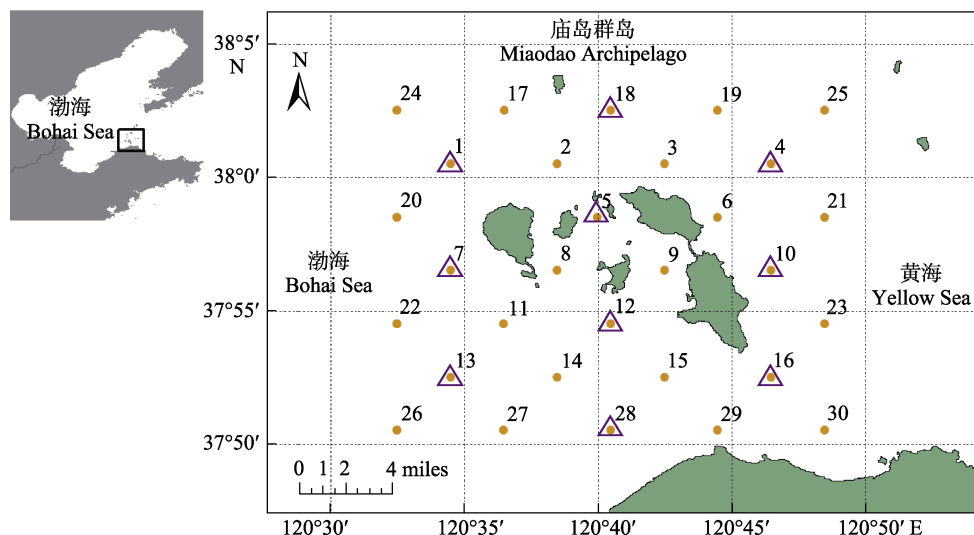 渤海
Bohai Sea
庙岛群岛
Miaodao Archipelago
38°5′
N
N
24 17 18 19 25
1 2 3 4
38°0′
20 5 6 21
7 8 9 10
渤海
Bohai Sea
黄海
Yellow Sea
37°55′
22 11 12 23
13 14 15 16
26 27 28 29 30
37°50′
0 1 2 4 miles
120°30′ 120°35′ 120°40′ 120°45′ 120°50′ E